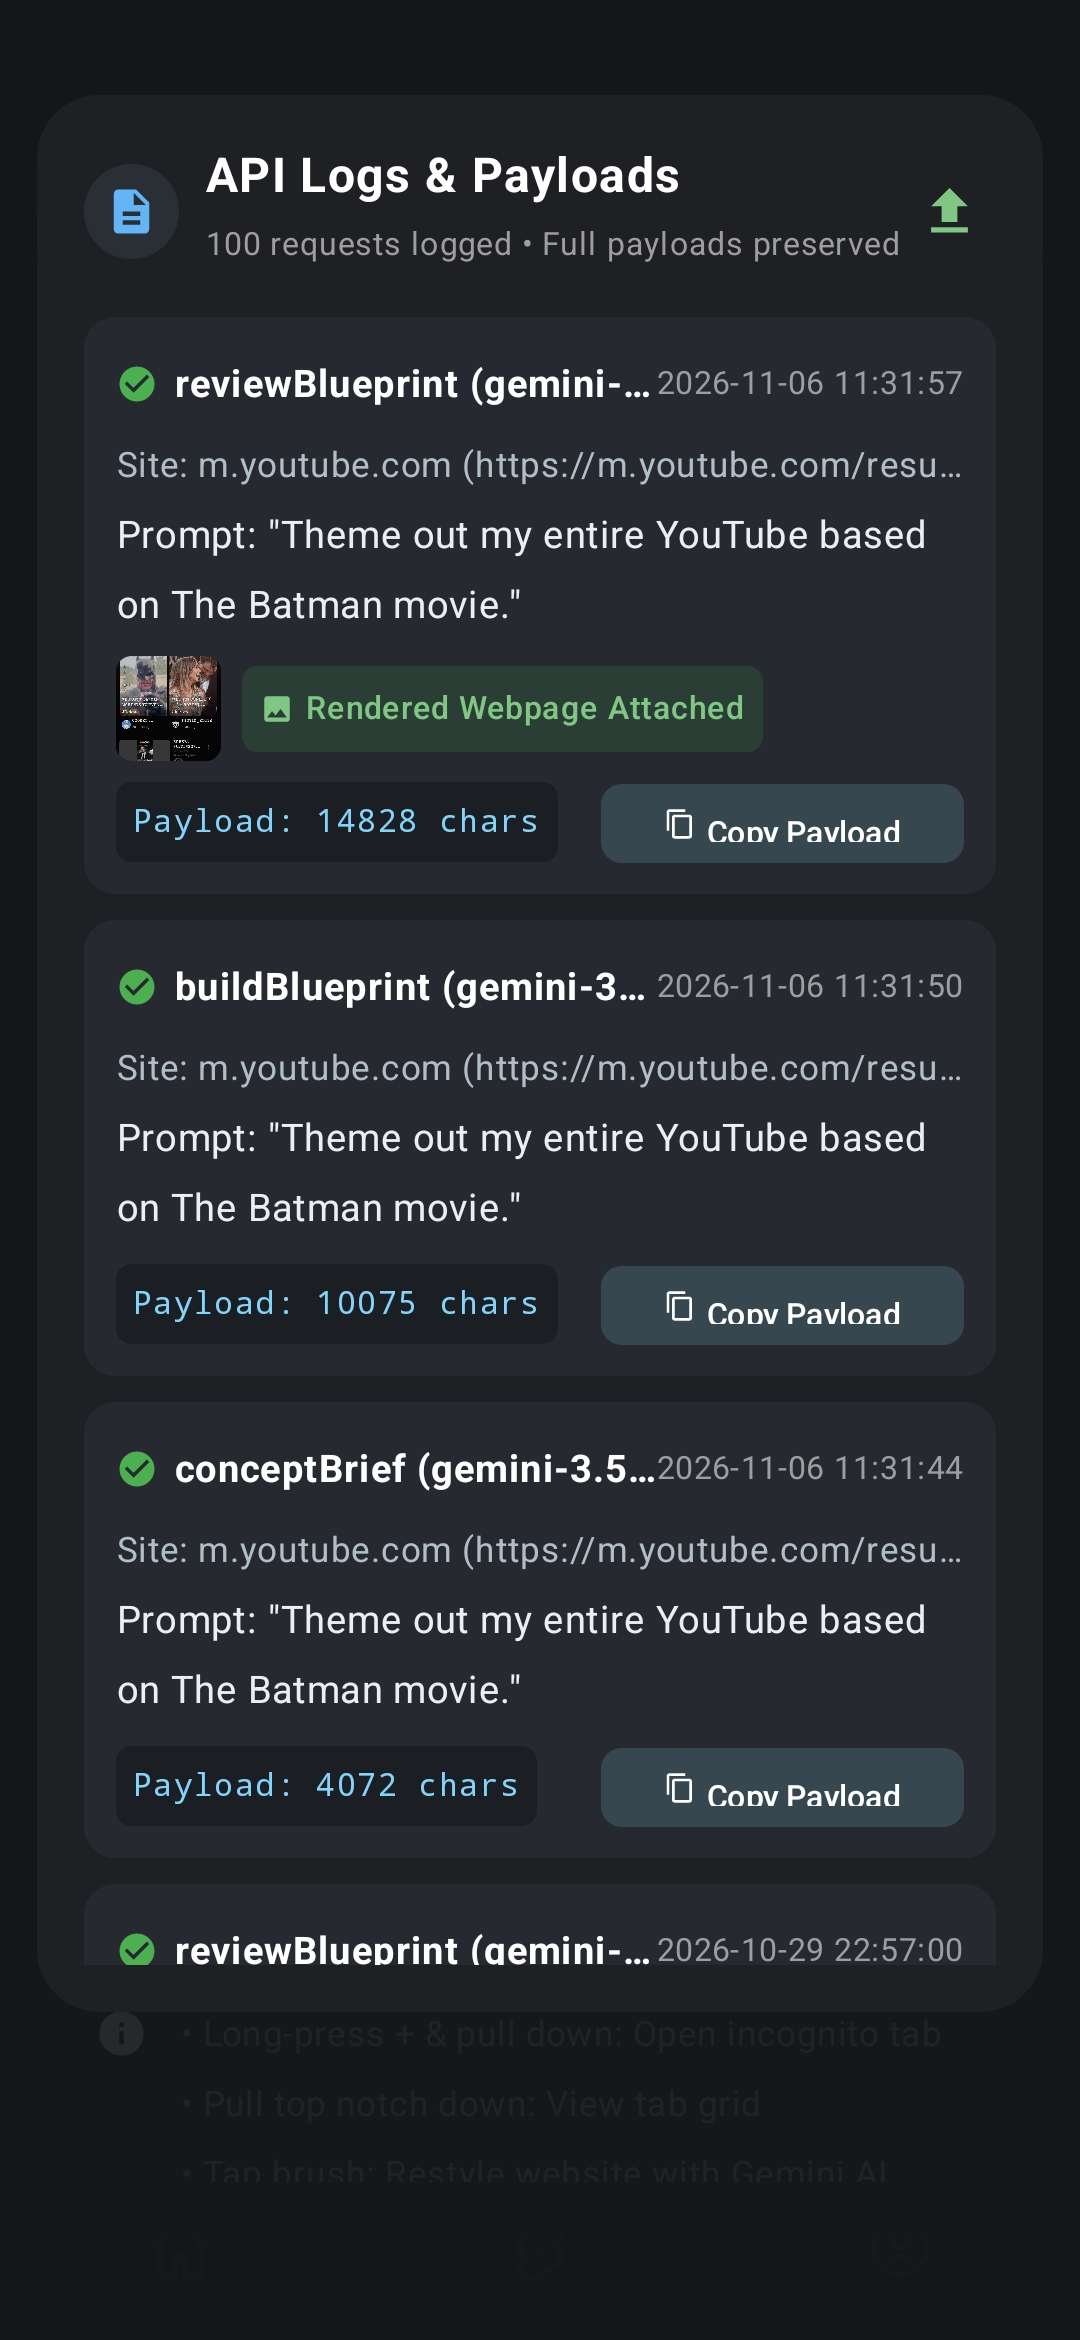 API Logs & Payloads
100 requests logged • Full payloads preserved
reviewBlueprint (gemini-... 2026-11-06 11:31:57
Site: m.youtube.com (https://m.youtube.com/resu...
Prompt: "Theme out my entire YouTube based
on The Batman movie."
Rendered Webpage Attached
Payload: 14828 chars
Copy Payload
buildBlueprint (gemini-3... 2026-11-06 11:31:50
Site: m.youtube.com (https://m.youtube.com/resu...
Prompt: "Theme out my entire YouTube based
on The Batman movie."
Payload: 10075 chars
Copy Payload
conceptBrief (gemini-3.5... 2026-11-06 11:31:44
Site: m.youtube.com (https://m.youtube.com/resu...
Prompt: "Theme out my entire YouTube based
on The Batman movie."
Payload: 4072 chars
Copy Payload
reviewBlueprint (gemini-... 2026-10-29 22:57:00
• Long-press + & pull down: Open incognito tab
• Pull top notch down: View tab grid
• Tap brush: Restyle website with Gemini AI